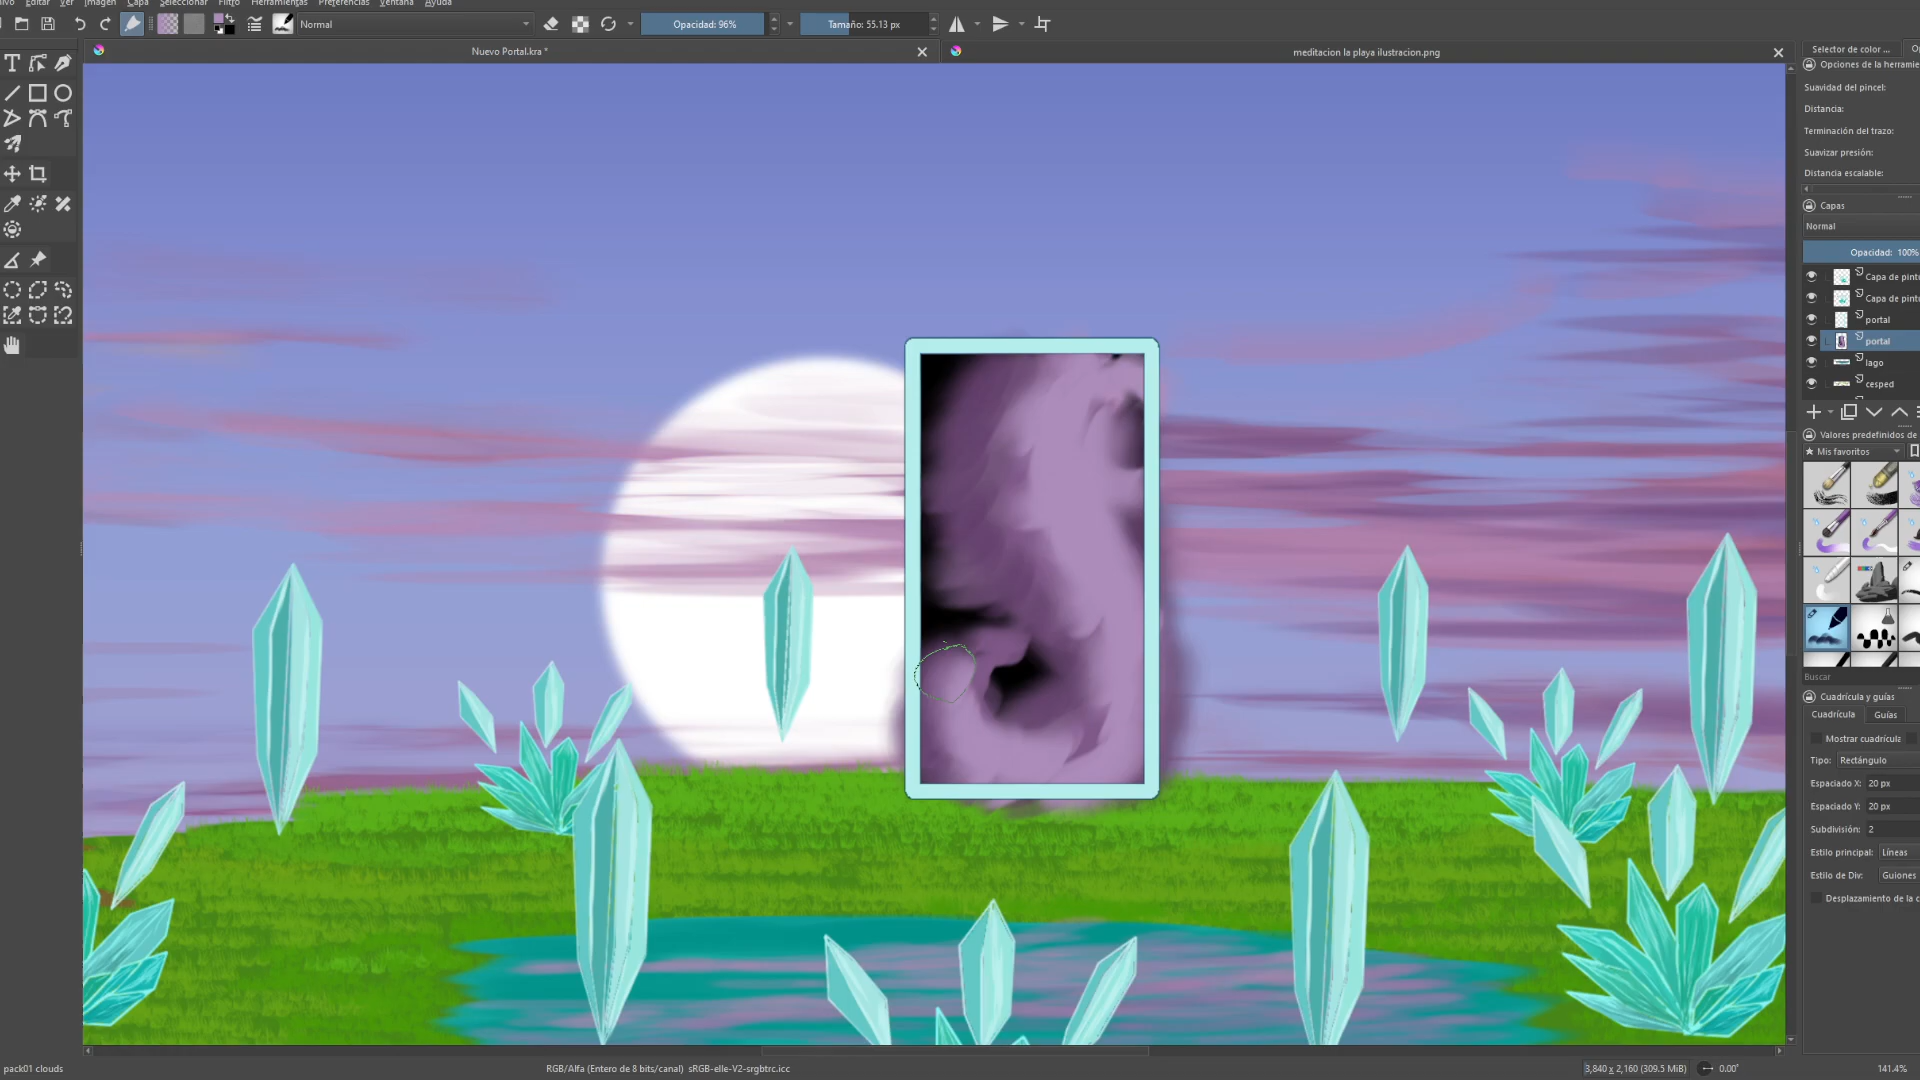 Editar Ver Imagen Capa Seleccionar Filtro Herramientas Preferencias Ventana Ayuda
Normal
Opacidad: 96%
Tamaño: 55.13 px
Nuevo Portal.kra *
meditacion la playa ilustracion.png
Selector de color ...
Opciones de la herramie
Suavidad del pincel:
Distancia:
Terminación del trazo:
Suavizar presión:
Distancia escalable:
Capas
Normal
Opacidad: 100%
Capa de pintu
Capa de pintu
portal
portal
lago
cesped
Valores predefinidos de
Mis favoritos
Buscar
Cuadrícula y guías
Cuadrícula
Guías
Mostrar cuadrícula
Tipo: Rectángulo
Espaciado X: 20 px
Espaciado Y: 20 px
Subdivisión: 2
Estilo principal: Líneas
Estilo de Div: Guiones
Desplazamiento de la c
pack01 clouds
RGB/Alfa (Entero de 8 bits/canal) sRGB-elle-V2-srgbtrc.icc
3,840 x 2,160 (309.5 MiB)
0.00°
141.4%